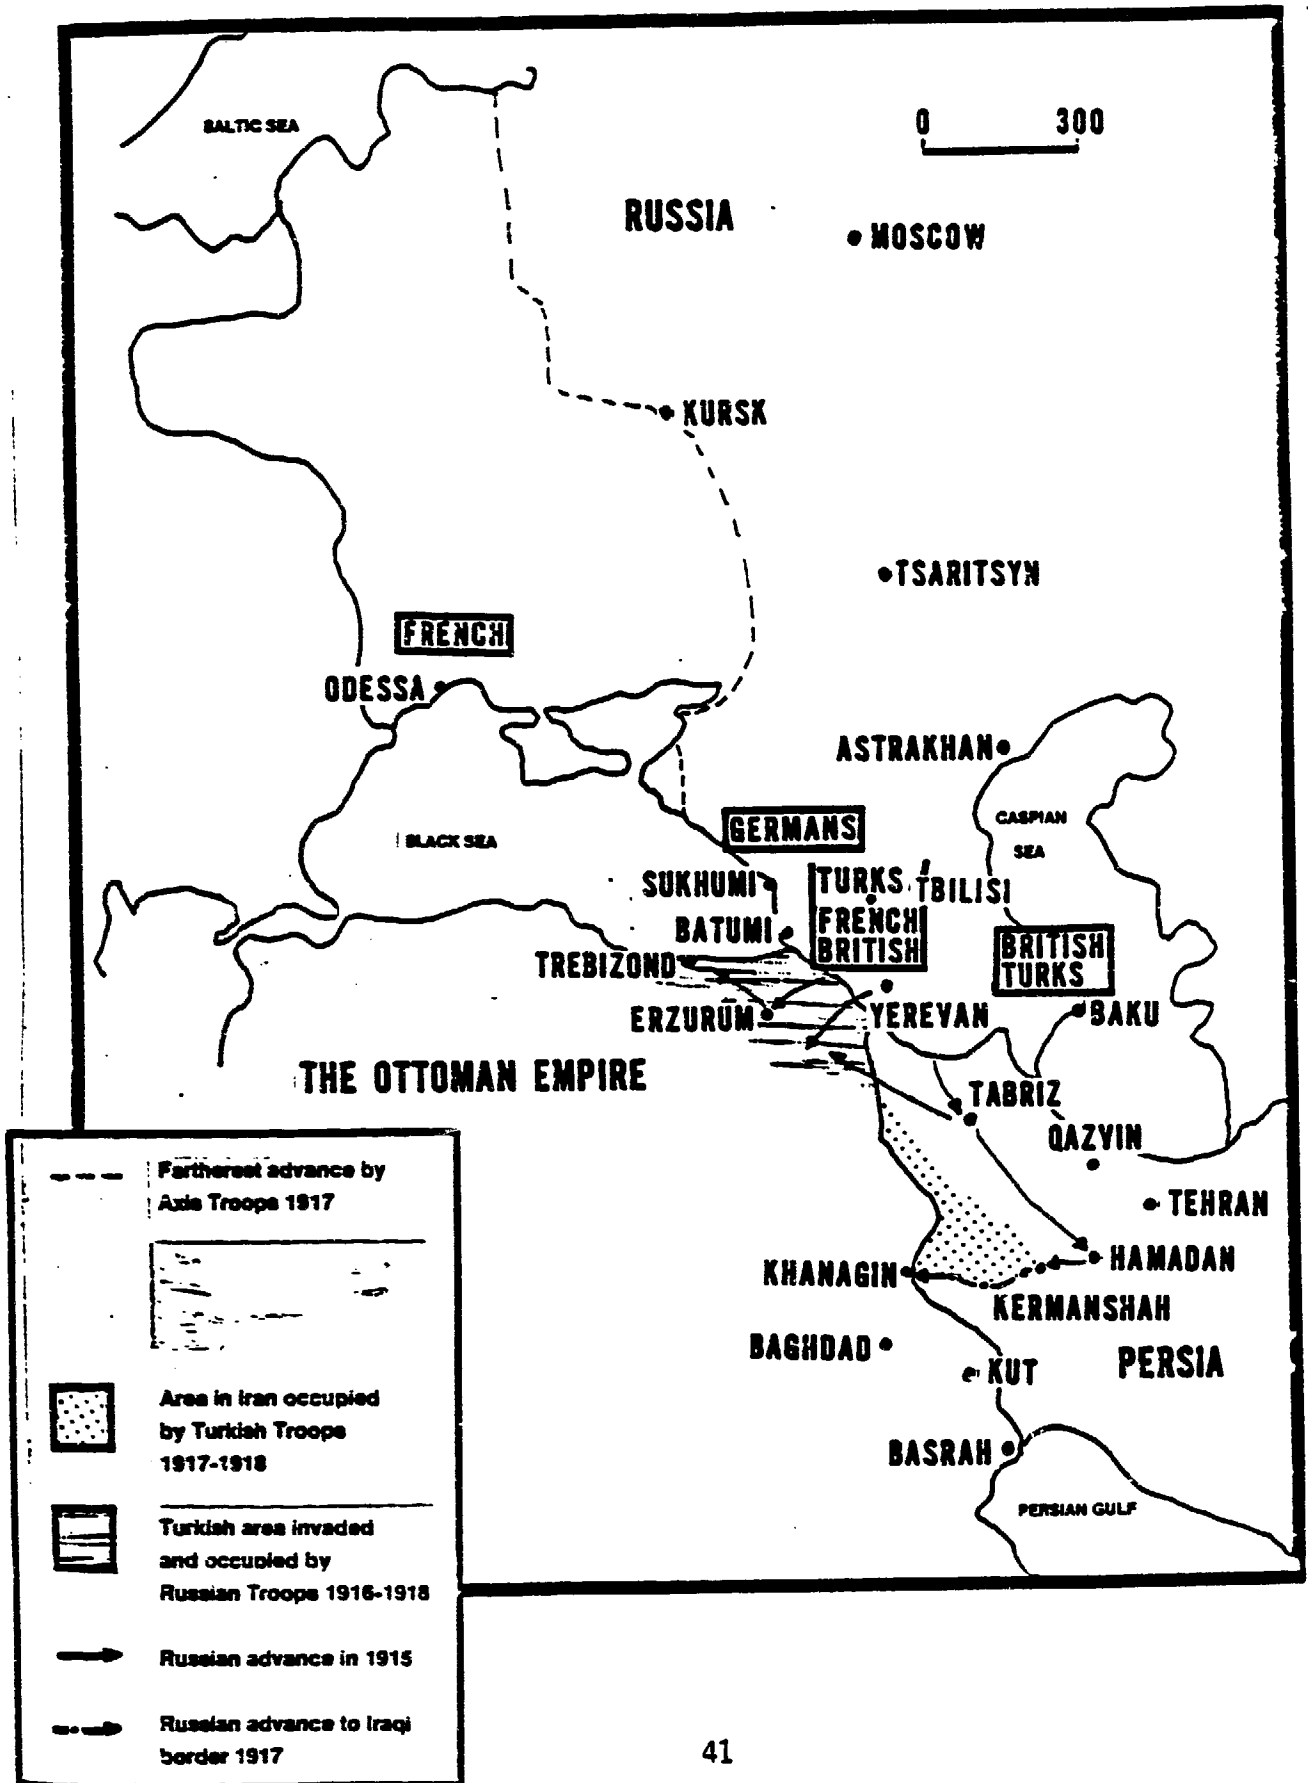 BALTIC SEA
0 300
RUSSIA
MOSCOW
KURSK
TSARITSYN
FRENCH
ODESSA
ASTRAKHAN
CASPIAN
SEA
BLACK SEA
GERMANS
SUKHUMI
TURKS
TBILISI
FRENCH
BRITISH
BATUMI
BRITISH
TURKS
TREBIZOND
ERZURUM
YEREVAN
BAKU
THE OTTOMAN EMPIRE
TABRIZ
QAZVIN
TEHRAN
HAMADAN
KHANAGIN
KERMANSHAH
BAGHDAD
KUT
PERSIA
BASRAH
PERSIAN GULF
Fartherest advance by
Axis Troops 1917
Area in Iran occupied
by Turkish Troops
1917-1918
Turkish area invaded
and occupied by
Russian Troops 1916-1918
Russian advance in 1915
Russian advance to Iraqi
border 1917
41